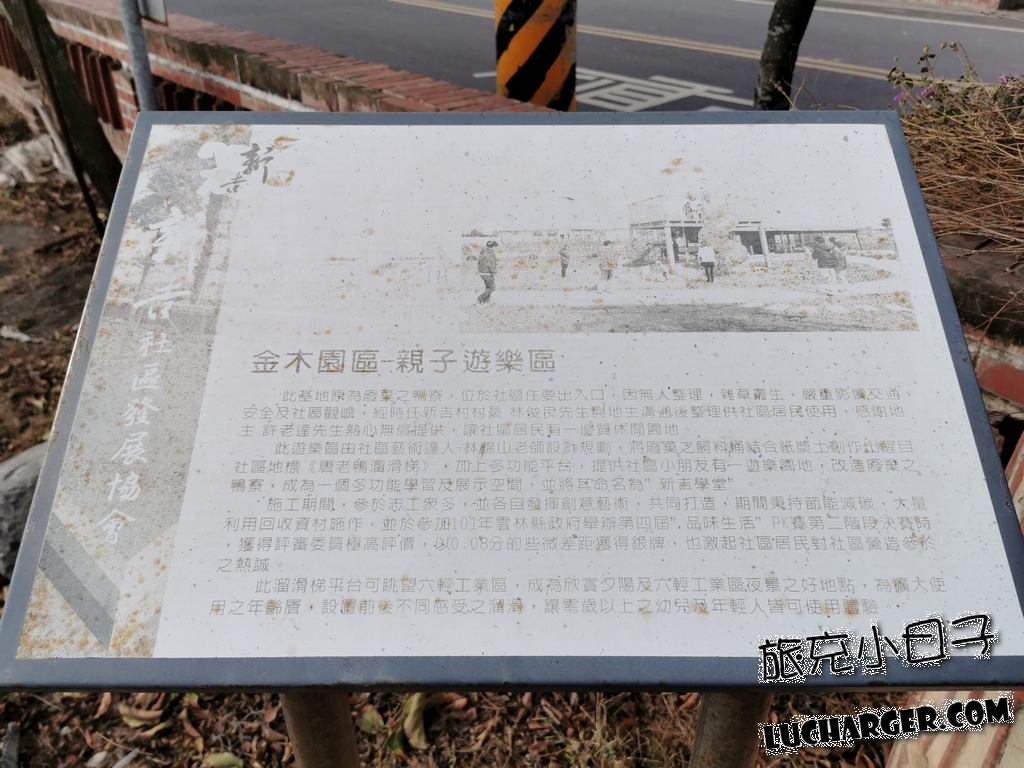 新吉
新吉社區發展協會
金木園區-親子遊樂區
此基地原為廢棄之鴨寮，位於社區住要出入口，因無人整理，雜草叢生，嚴重影響交通、
安全及社區觀瞻，經時任新吉村村長 林俊良先生與地主溝通後整理供社區居民使用，感謝地
主 許老達先生熱心無償提供，讓社區居民有一優質休閒園地。
此遊樂區由社區藝術達人-林錦山老師設計規劃，將廢棄之飼料桶結合紙漿土創作出醒目
社區地標《唐老鴨溜滑梯》，加上多功能平台，提供社區小朋友有一遊樂園地，改造廢棄之
鴨寮，成為一個多功能學習及展示空間，並將其命名為"新吉學堂"
施工期間，參於志工眾多，並各自發揮創意藝術，共同打造，期間秉持節能減碳，大量
利用回收資材施作，並於參加101年雲林縣政府舉辦第四屆"品味生活"PK賽第二階段決賽時
，獲得評審委員極高評價，以0.08分的些微差距獲得銀牌，也激起社區居民對社區營造參於
之熱誠。
此溜滑梯平台可眺望六輕工業區，成為欣賞夕陽及六輕工業區夜景之好地點，為擴大使
用之年齡層，設置前後不同感受之溜滑，讓零歲以上之幼兒及年輕人皆可使用體驗
旅充小日子
LUCHARGER.COM